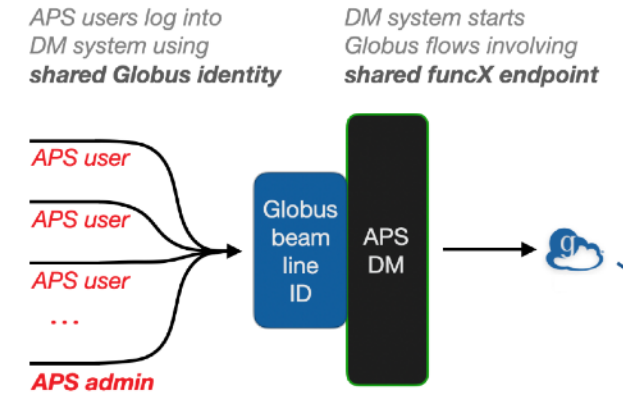 APS users log into
DM system using
shared Globus identity
DM system starts
Globus flows involving
shared funcX endpoint
APS user
APS user
APS user
...
APS admin
Globus
beam
line
ID
APS
DM
g